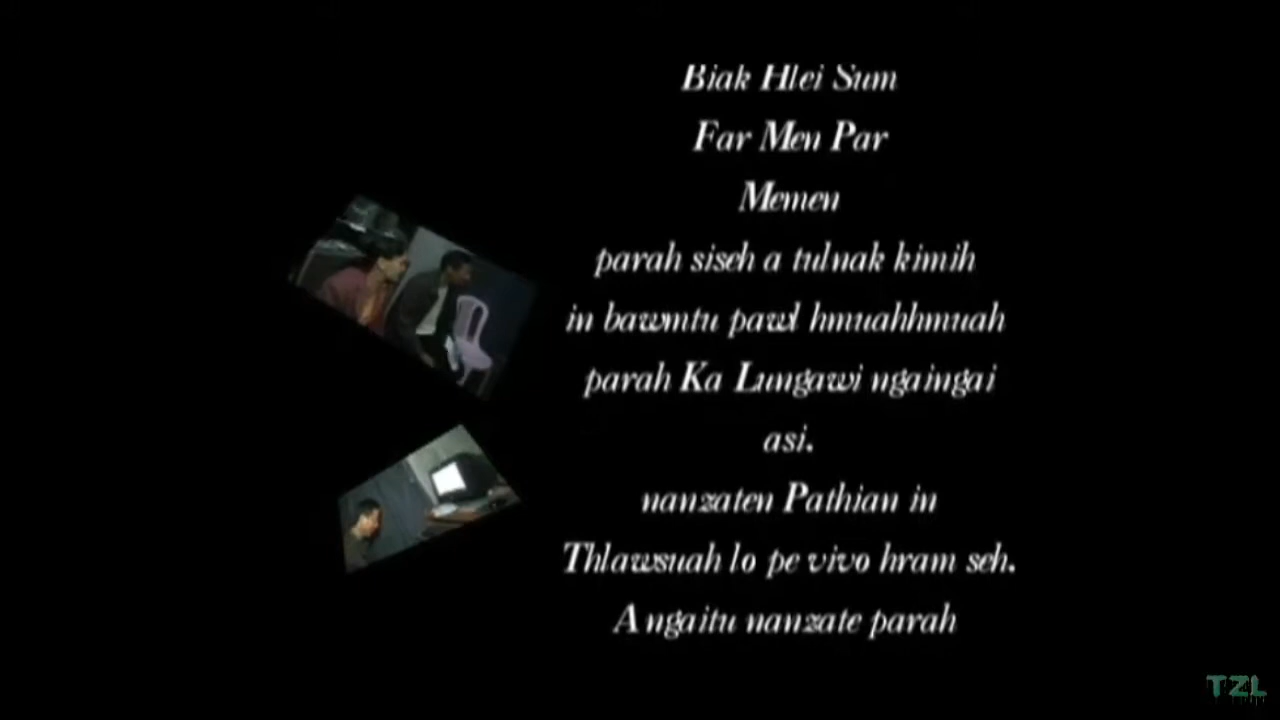 Biak Hlei Sum
Far Men Par
Memen
parah siseh a tulnak kimih
in bawmtu pawl hmuahhmuah
parah Ka Lungawi ngaingai
asi.
nanzaten Pathian in
Thlawsuah lo pe vivo hram seh.
A ngaitu nanzate parah
TZL